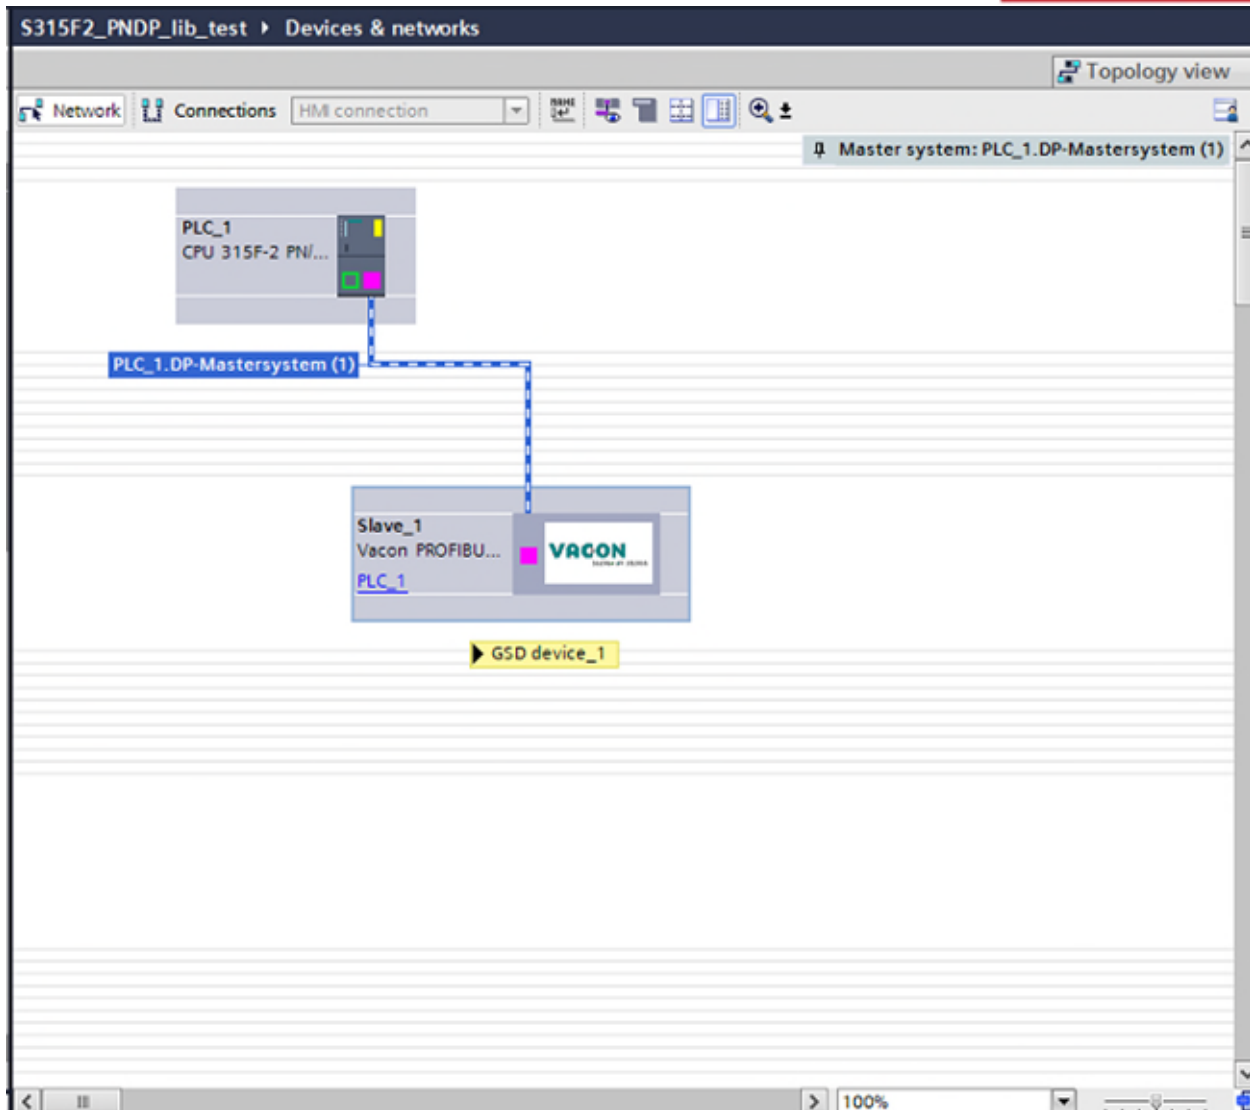 S315F2_PNDP_lib_test ▸ Devices & networks
Topology view
Network Connections HMI connection
Master system: PLC_1.DP-Mastersystem (1)
PLC_1
CPU 315F-2 PN/...
PLC_1.DP-Mastersystem (1)
Slave_1
Vacon PROFIBU...
PLC_1
VACON
GSD device_1
100%